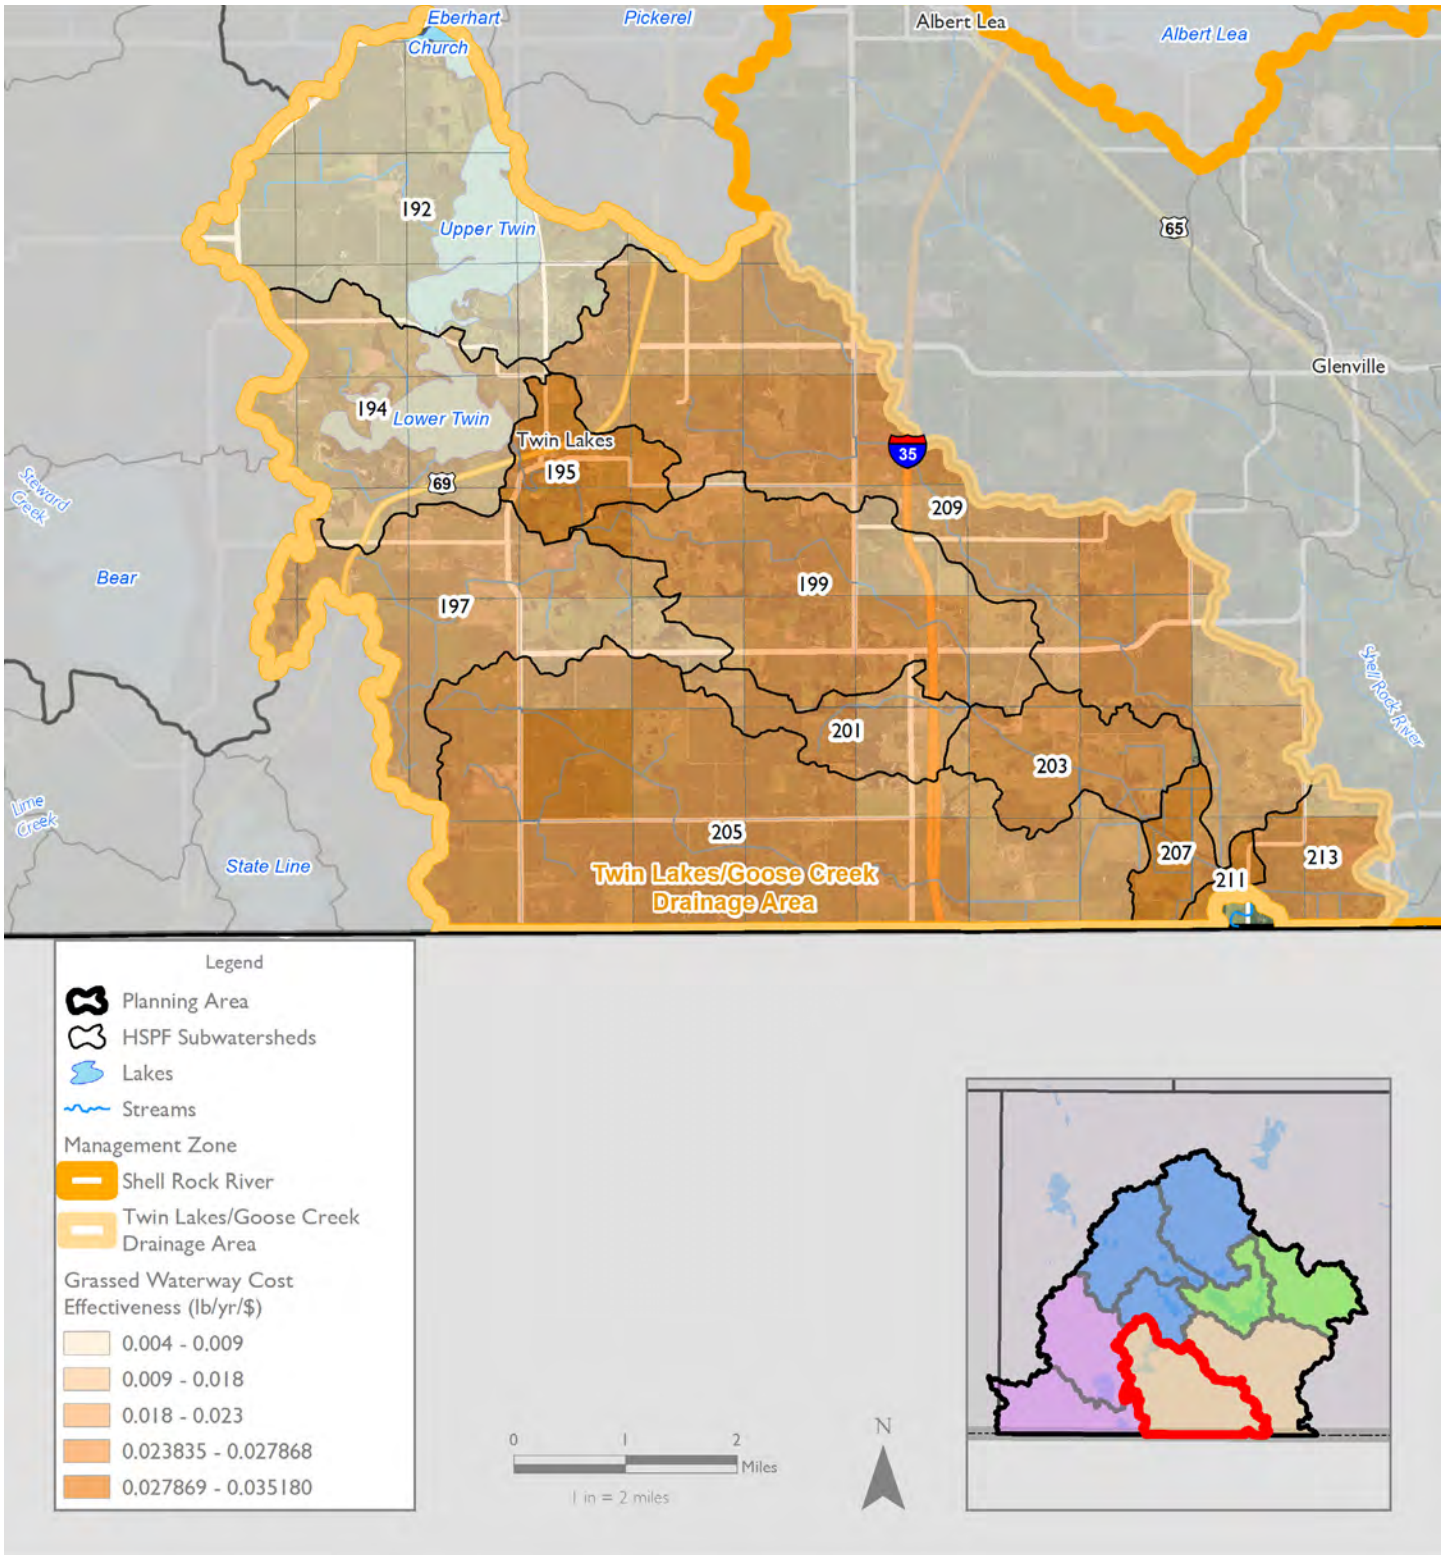 Eberhart
Pickerel
Albert Lea
Albert Lea
Church
192
Upper Twin
65
Glenville
194
Lower Twin
Twin Lakes
195
35
69
Steward
Creek
209
Bear
197
199
Shell Rock River
201
203
Lime
Creek
205
207
213
State Line
211
Twin Lakes/Goose Creek
Drainage Area
Legend
Planning Area
HSPF Subwatersheds
Lakes
Streams
Management Zone
Shell Rock River
Twin Lakes/Goose Creek
Drainage Area
Grassed Waterway Cost
Effectiveness (lb/yr/$)
0.004 - 0.009
0.009 - 0.018
0.018 - 0.023
0.023835 - 0.027868
0.027869 - 0.035180
0 1 2
Miles
1 in = 2 miles
N